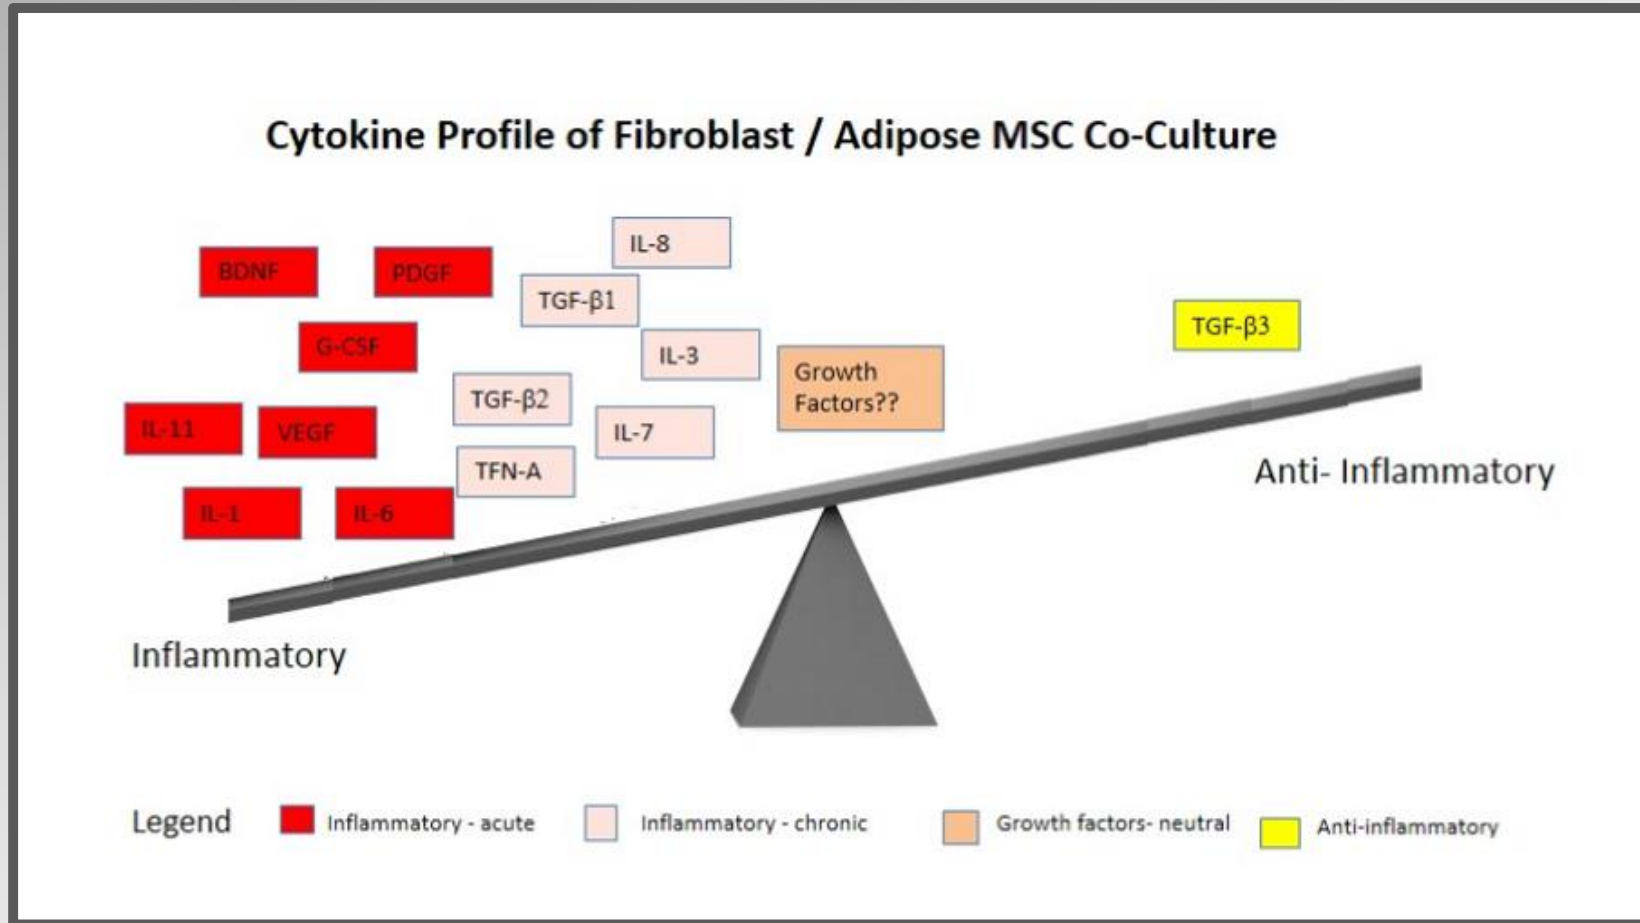 Cytokine Profile of Fibroblast / Adipose MSC Co-Culture
IL-8
BDNF
PDGF
TGF-β1
TGF-β3
G-CSF
IL-3
Growth
Factors??
TGF-β2
IL-11
VEGF
IL-7
TFN-A
Anti- Inflammatory
IL-1
IL-6
Inflammatory
Legend
Inflammatory - acute
Inflammatory - chronic
Growth factors- neutral
Anti-inflammatory